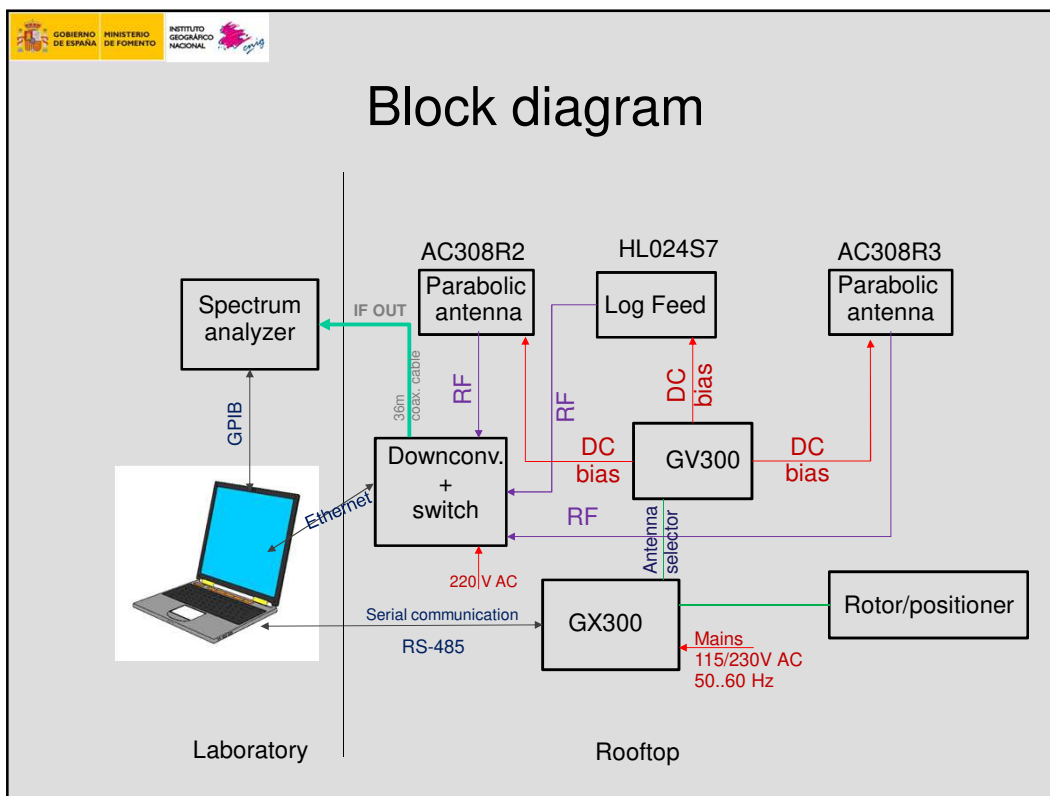 GOBIERNO
DE ESPAÑA
MINISTERIO
DE FOMENTO
INSTITUTO
GEOGRÁFICO
NACIONAL
cnig
Block diagram
AC308R2
HL024S7
AC308R3
Parabolic
antenna
Log Feed
Parabolic
antenna
Spectrum
analyzer
IF OUT
36m
coax. cable
RF
RF
DC
bias
GPIB
Downconv.
+
switch
DC
bias
GV300
DC
bias
Ethernet
RF
Antenna
selector
220 V AC
Serial communication
RS-485
GX300
Rotor/positioner
Mains
115/230V AC
50..60 Hz
Laboratory
Rooftop